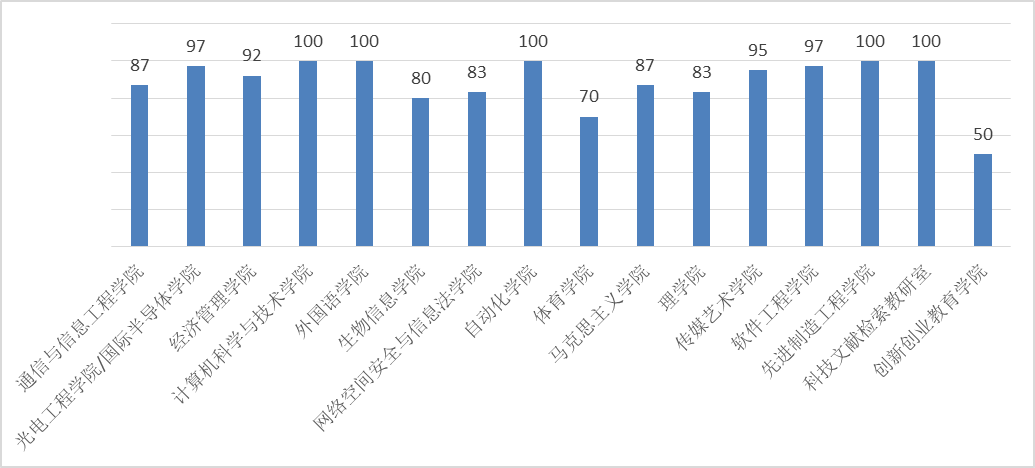 87
97
92
100
100
80
83
100
70
87
83
95
97
100
100
50
通信与信息工程学院
光电工程学院/国际半导体学院
经济管理学院
计算机科学与技术学院
外国语学院
生物信息学院
网络空间安全与信息法学院
自动化学院
体育学院
马克思主义学院
理学院
传媒艺术学院
软件工程学院
先进制造工程学院
科技文献检索教研室
创新创业教育学院